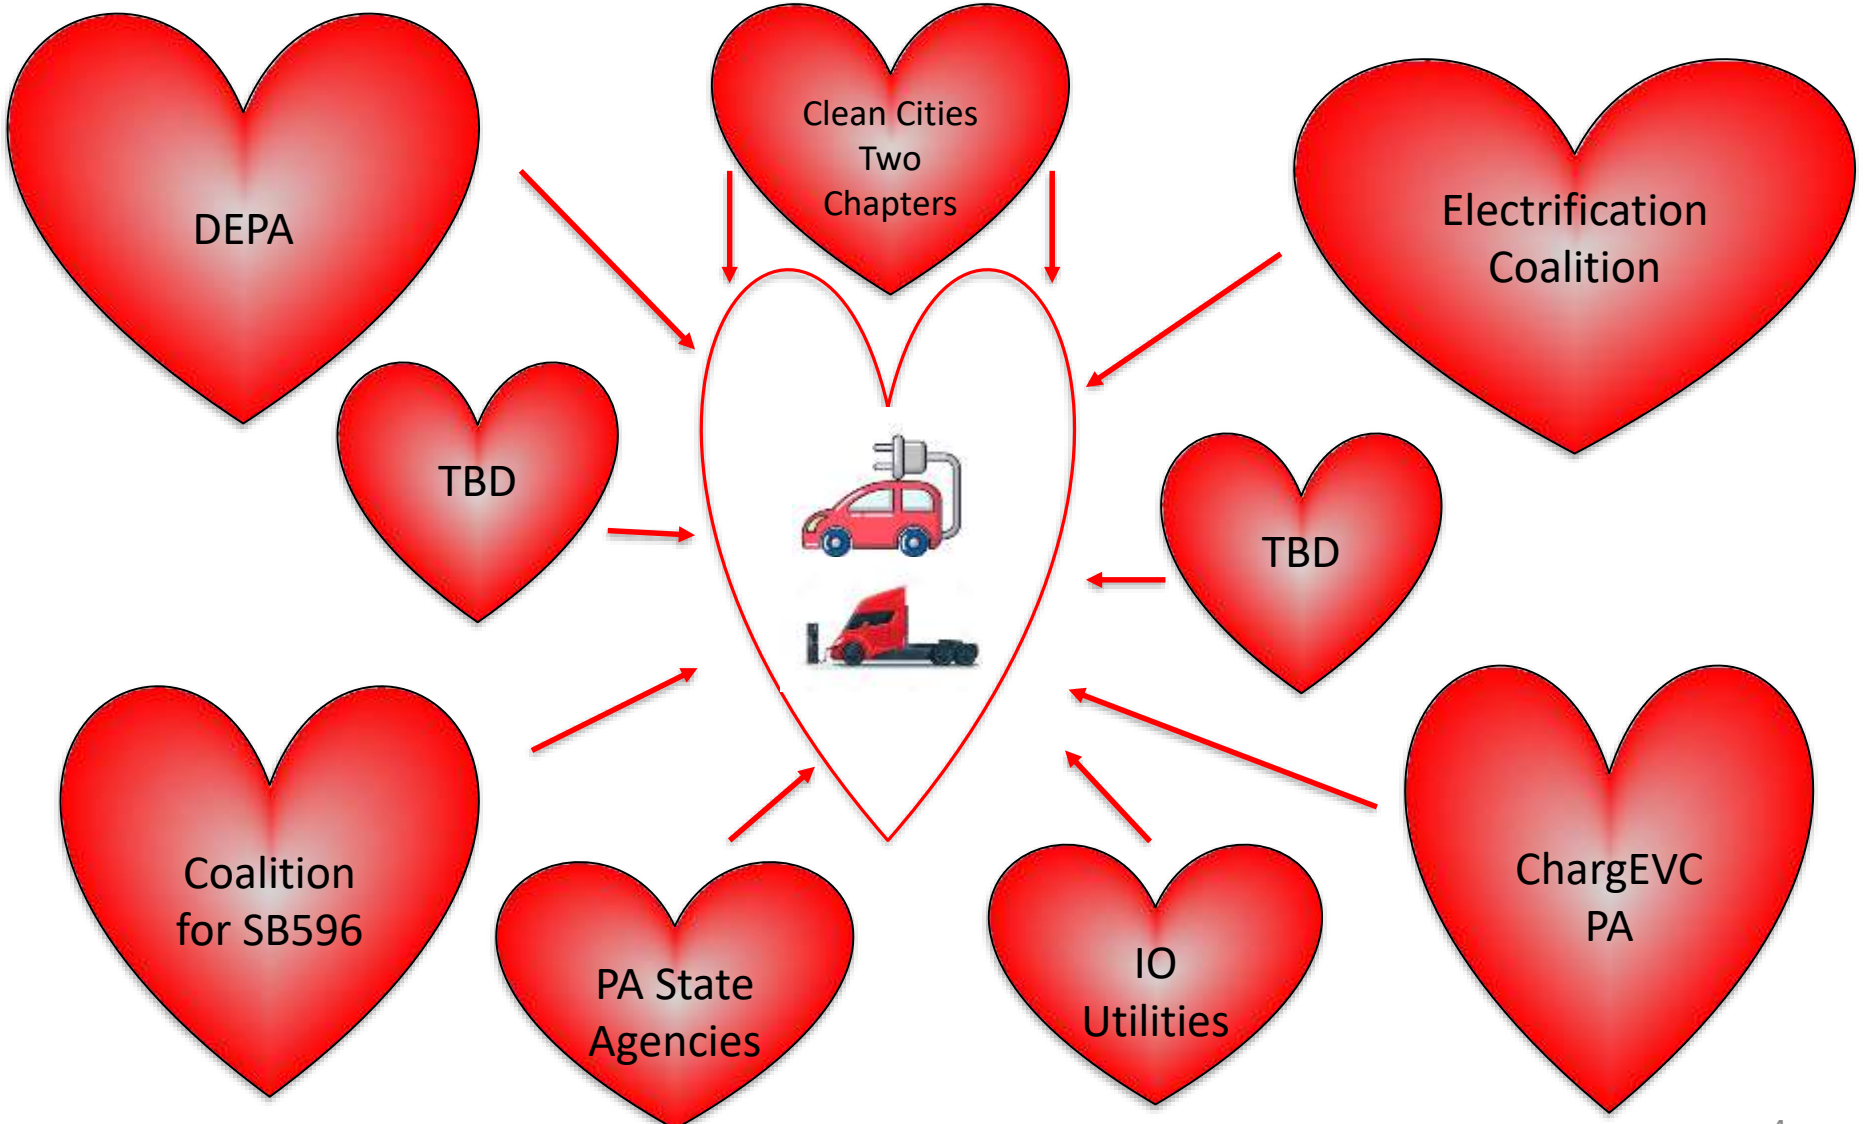 DEPA
Clean Cities
Two
Chapters
Electrification
Coalition
TBD
TBD
Coalition
for SB596
PA State
Agencies
IO
Utilities
ChargEVC
PA